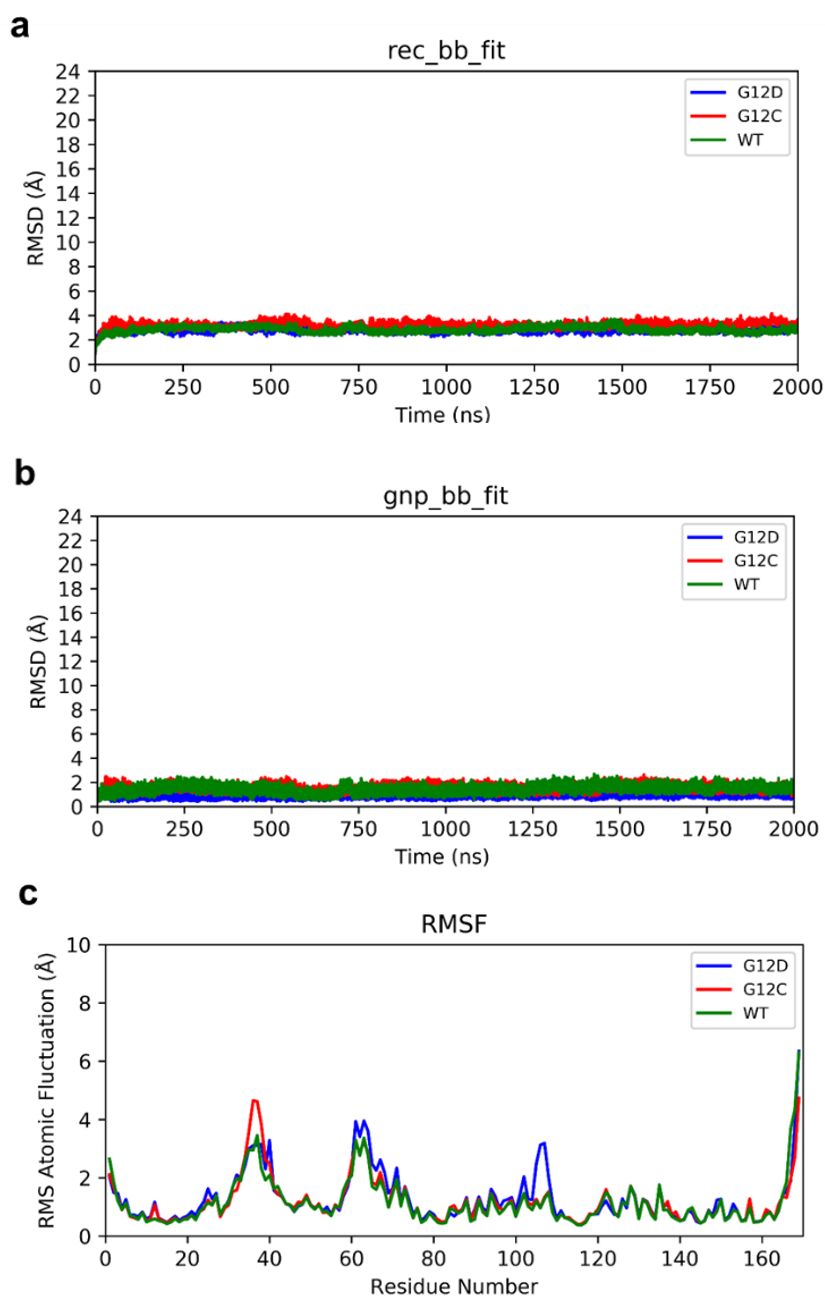 a
rec_bb_fit
24
22
20
18
16
14
12
10
8
6
4
2
0
RMSD (Å)
G12D
G12C
WT
0 250 500 750 1000 1250 1500 1750 2000
Time (ns)
b
gnp_bb_fit
24
22
20
18
16
14
12
10
8
6
4
2
0
RMSD (Å)
G12D
G12C
WT
0 250 500 750 1000 1250 1500 1750 2000
Time (ns)
c
RMSF
10
8
6
4
2
0
RMS Atomic Fluctuation (Å)
G12D
G12C
WT
0 20 40 60 80 100 120 140 160
Residue Number